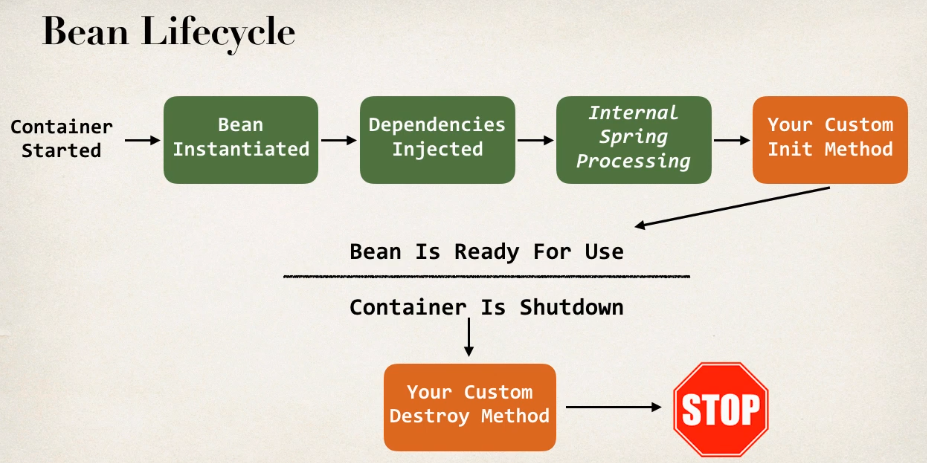 Bean Lifecycle
Container
Started
Bean
Instantiated
Dependencies
Injected
Internal
Spring
Processing
Your Custom
Init Method
Bean Is Ready For Use
Container Is Shutdown
Your Custom
Destroy Method
STOP